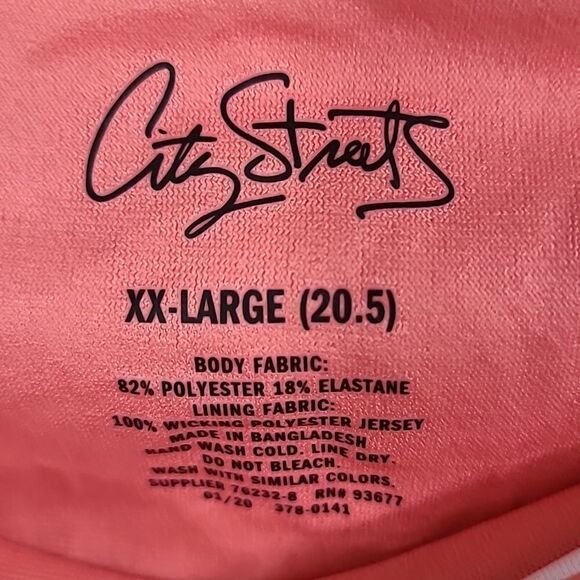 City Streets
XX-LARGE (20.5)
BODY FABRIC:
82% POLYESTER 18% ELASTANE
LINING FABRIC:
100% WICKING POLYESTER JERSEY
MADE IN BANGLADESH
HAND WASH COLD. LINE DRY.
DO NOT BLEACH.
WASH WITH SIMILAR COLORS.
SUPPLIER 76232-8 RN# 93677
01/20 378-0141